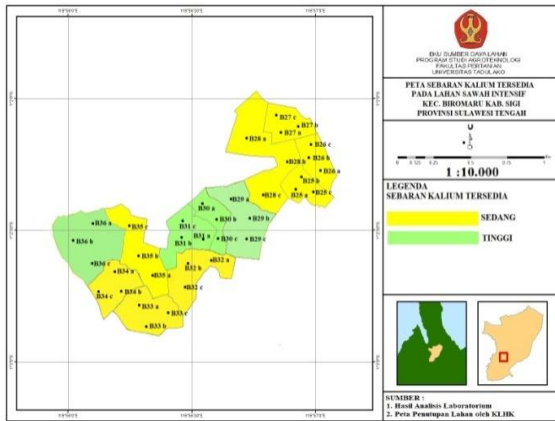 BKU SUMBER DAYA LAHAN
PROGRAM STUDI AGROTEKNOLOGI
FAKULTAS PERTANIAN
UNIVERSITAS TADULAKO
PETA SEBARAN KALIUM TERSEDIA
PADA LAHAN SAWAH INTENSIF
KEC. BIROMARU KAB. SIGI
PROVINSI SULAWESI TENGAH
1 :10.000
LEGENDA
SEBARAN KALIUM TERSEDIA
SEDANG
TINGGI
SUMBER :
1. Hasil Analisis Laboratorium
2. Peta Penutupan Lahan oleh KLHK
B27 c
B27 b
B27 a
B28 a
B26 c
B26 b
B28 b
B26 a
B25 b
B28 c
B25 a
B25 c
B29 a
B30 a
B30 b
B29 b
B31 c
B31 a
B31 b
B30 c
B29 c
B36 a
B35 c
B36 b
B35 b
B32 a
B36 c
B32 b
B34 a
B35 a
B32 c
B34 c
B34 b
B33 a
B33 c
B33 b